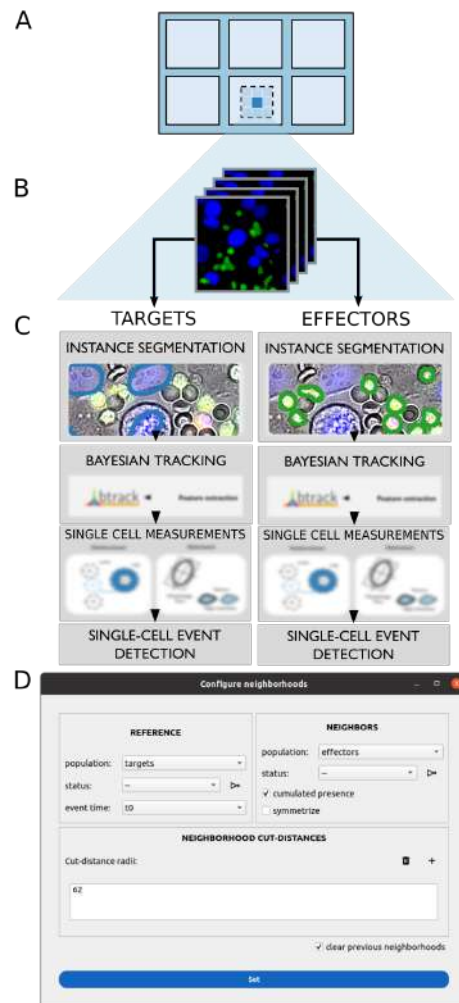 A
B
TARGETS
EFFECTORS
C
INSTANCE SEGMENTATION
INSTANCE SEGMENTATION
BAYESIAN TRACKING
BAYESIAN TRACKING
btrack
Feature extraction
btrack
Feature extraction
SINGLE CELL MEASUREMENTS
SINGLE CELL MEASUREMENTS
SINGLE-CELL EVENT
DETECTION
SINGLE-CELL EVENT
DETECTION
D
Configure neighborhoods
REFERENCE
population: targets
status: --
event time: t0
NEIGHBORS
population: effectors
status: --
cumulated presence
symmetrize
NEIGHBORHOOD CUT-DISTANCES
Cut-distance radii:
62
clear previous neighborhoods
Set